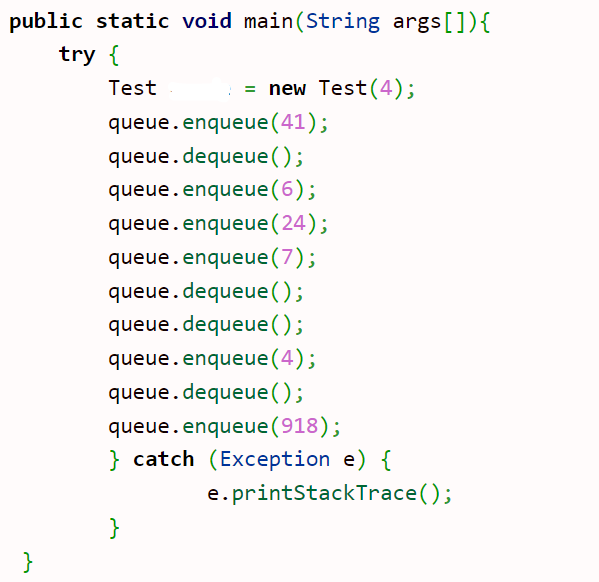 public static void main(String args[]){
try {
Test = new Test(4);
queue.enqueue(41);
queue.dequeue();
queue.enqueue(6);
queue.enqueue(24);
queue.enqueue(7);
queue.dequeue();
queue.dequeue();
queue.enqueue(4);
queue.dequeue();
queue.enqueue(918);
} catch (Exception e) {
e.printStackTrace();
}
}